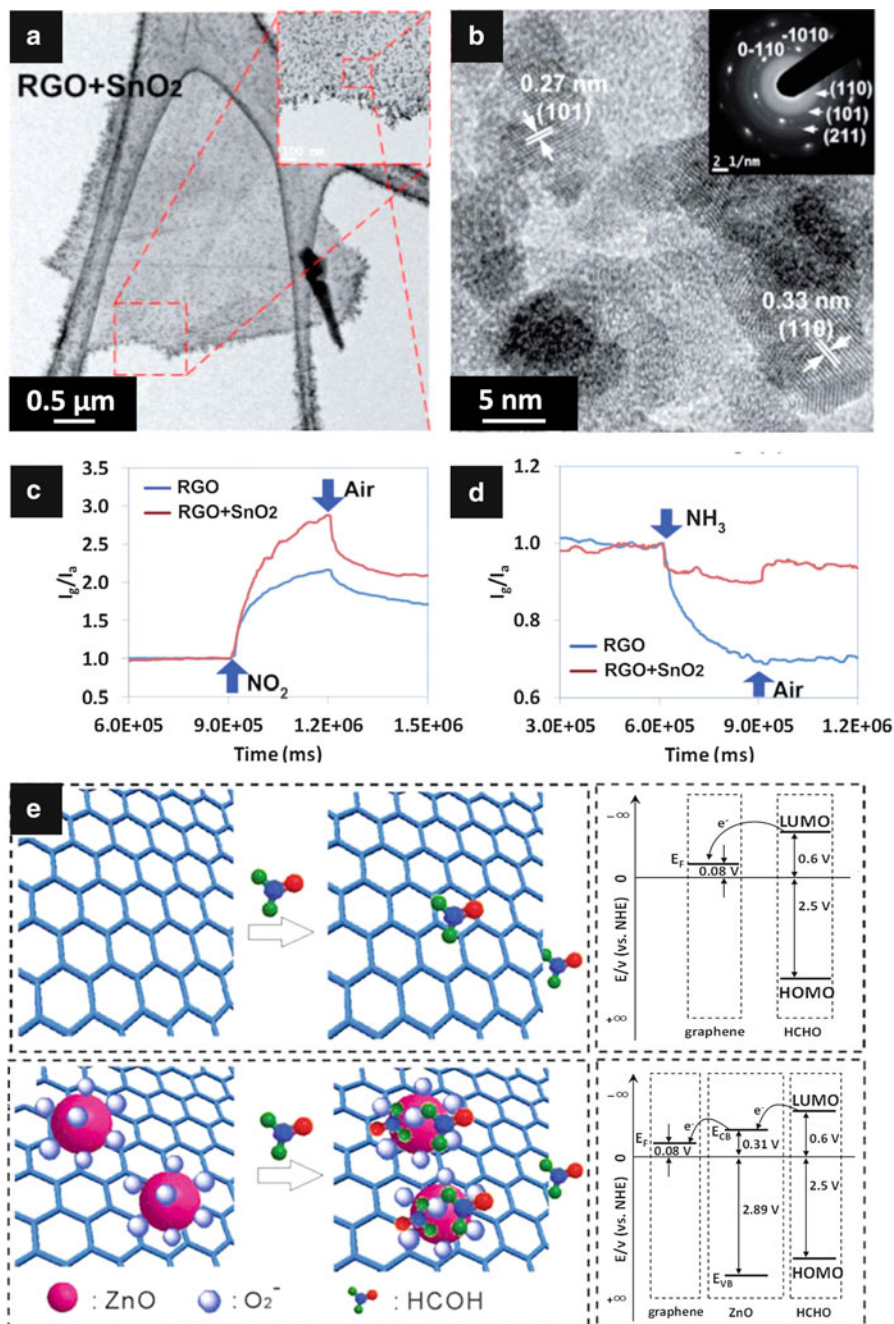 a
RGO+SnO₂
100 nm
0.5 μm
b
0.27 nm
(101)
0-110
-1010
(110)
(101)
(211)
2 1/nm
0.33 nm
(110)
5 nm
c
3.5
3.0
2.5
2.0
1.5
1.0
0.5
Ig/Ia
RGO
RGO+SnO2
Air
NO₂
6.0E+05 9.0E+05 1.2E+06 1.5E+06
Time (ms)
d
1.2
1.0
0.8
0.6
Ig/Ia
NH₃
RGO
RGO+SnO2
Air
3.0E+05 6.0E+05 9.0E+05 1.2E+06
Time (ms)
e
-∞
0
+∞
E/v (vs. NHE)
e-
EF
0.08 V
LUMO
0.6 V
2.5 V
HOMO
graphene HCHO
: ZnO : O₂⁻ : HCOH
-∞
0
+∞
E/v (vs. NHE)
EF
0.08 V
e-
ECB
0.31 V
e-
LUMO
0.6 V
2.89 V
2.5 V
EVB
HOMO
graphene ZnO HCHO